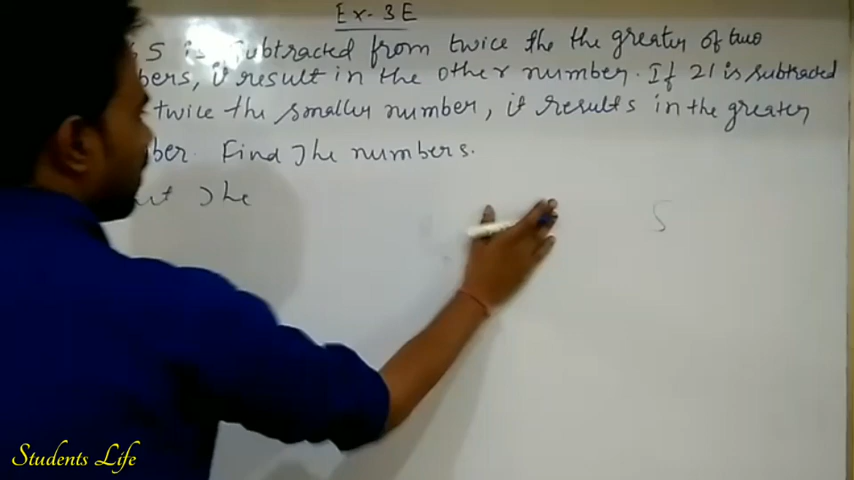 Ex- 3E
5 is subtracted from twice the the greater of two
bers, it result in the other number. If 21 is subtracted
twice the smaller number, it results in the greater
ber. Find The numbers.
The
5
Students Life